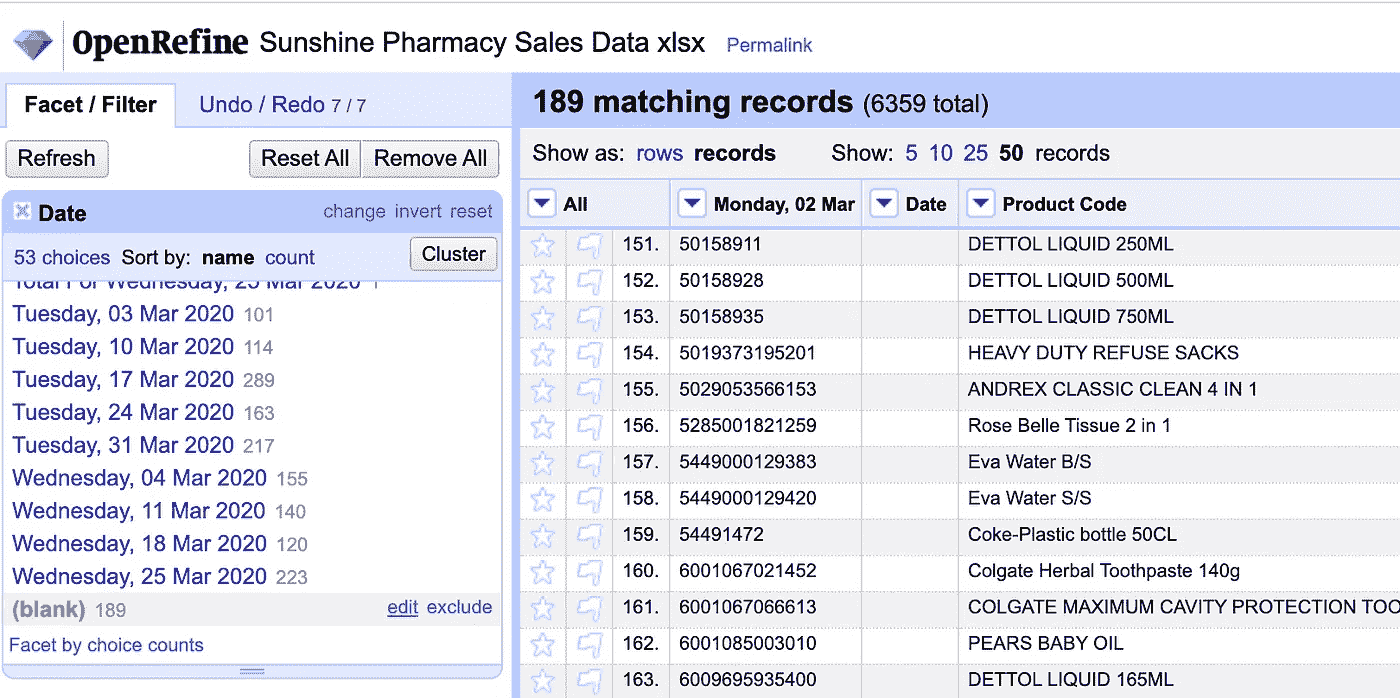 OpenRefine Sunshine Pharmacy Sales Data xlsx Permalink
Facet / Filter Undo / Redo 7 / 7
Refresh Reset All Remove All
Date change invert reset
53 choices Sort by: name count Cluster
Total For Wednesday, 25 Mar 2020 1
Tuesday, 03 Mar 2020 101
Tuesday, 10 Mar 2020 114
Tuesday, 17 Mar 2020 289
Tuesday, 24 Mar 2020 163
Tuesday, 31 Mar 2020 217
Wednesday, 04 Mar 2020 155
Wednesday, 11 Mar 2020 140
Wednesday, 18 Mar 2020 120
Wednesday, 25 Mar 2020 223
(blank) 189 edit exclude
Facet by choice counts
189 matching records (6359 total)
Show as: rows records Show: 5 10 25 50 records
All Monday, 02 Mar Date Product Code
151. 50158911 DETTOL LIQUID 250ML
152. 50158928 DETTOL LIQUID 500ML
153. 50158935 DETTOL LIQUID 750ML
154. 5019373195201 HEAVY DUTY REFUSE SACKS
155. 5029053566153 ANDREX CLASSIC CLEAN 4 IN 1
156. 5285001821259 Rose Belle Tissue 2 in 1
157. 5449000129383 Eva Water B/S
158. 5449000129420 Eva Water S/S
159. 54491472 Coke-Plastic bottle 50CL
160. 6001067021452 Colgate Herbal Toothpaste 140g
161. 6001067066613 COLGATE MAXIMUM CAVITY PROTECTION TOO
162. 6001085003010 PEARS BABY OIL
163. 6009695935400 DETTOL LIQUID 165ML